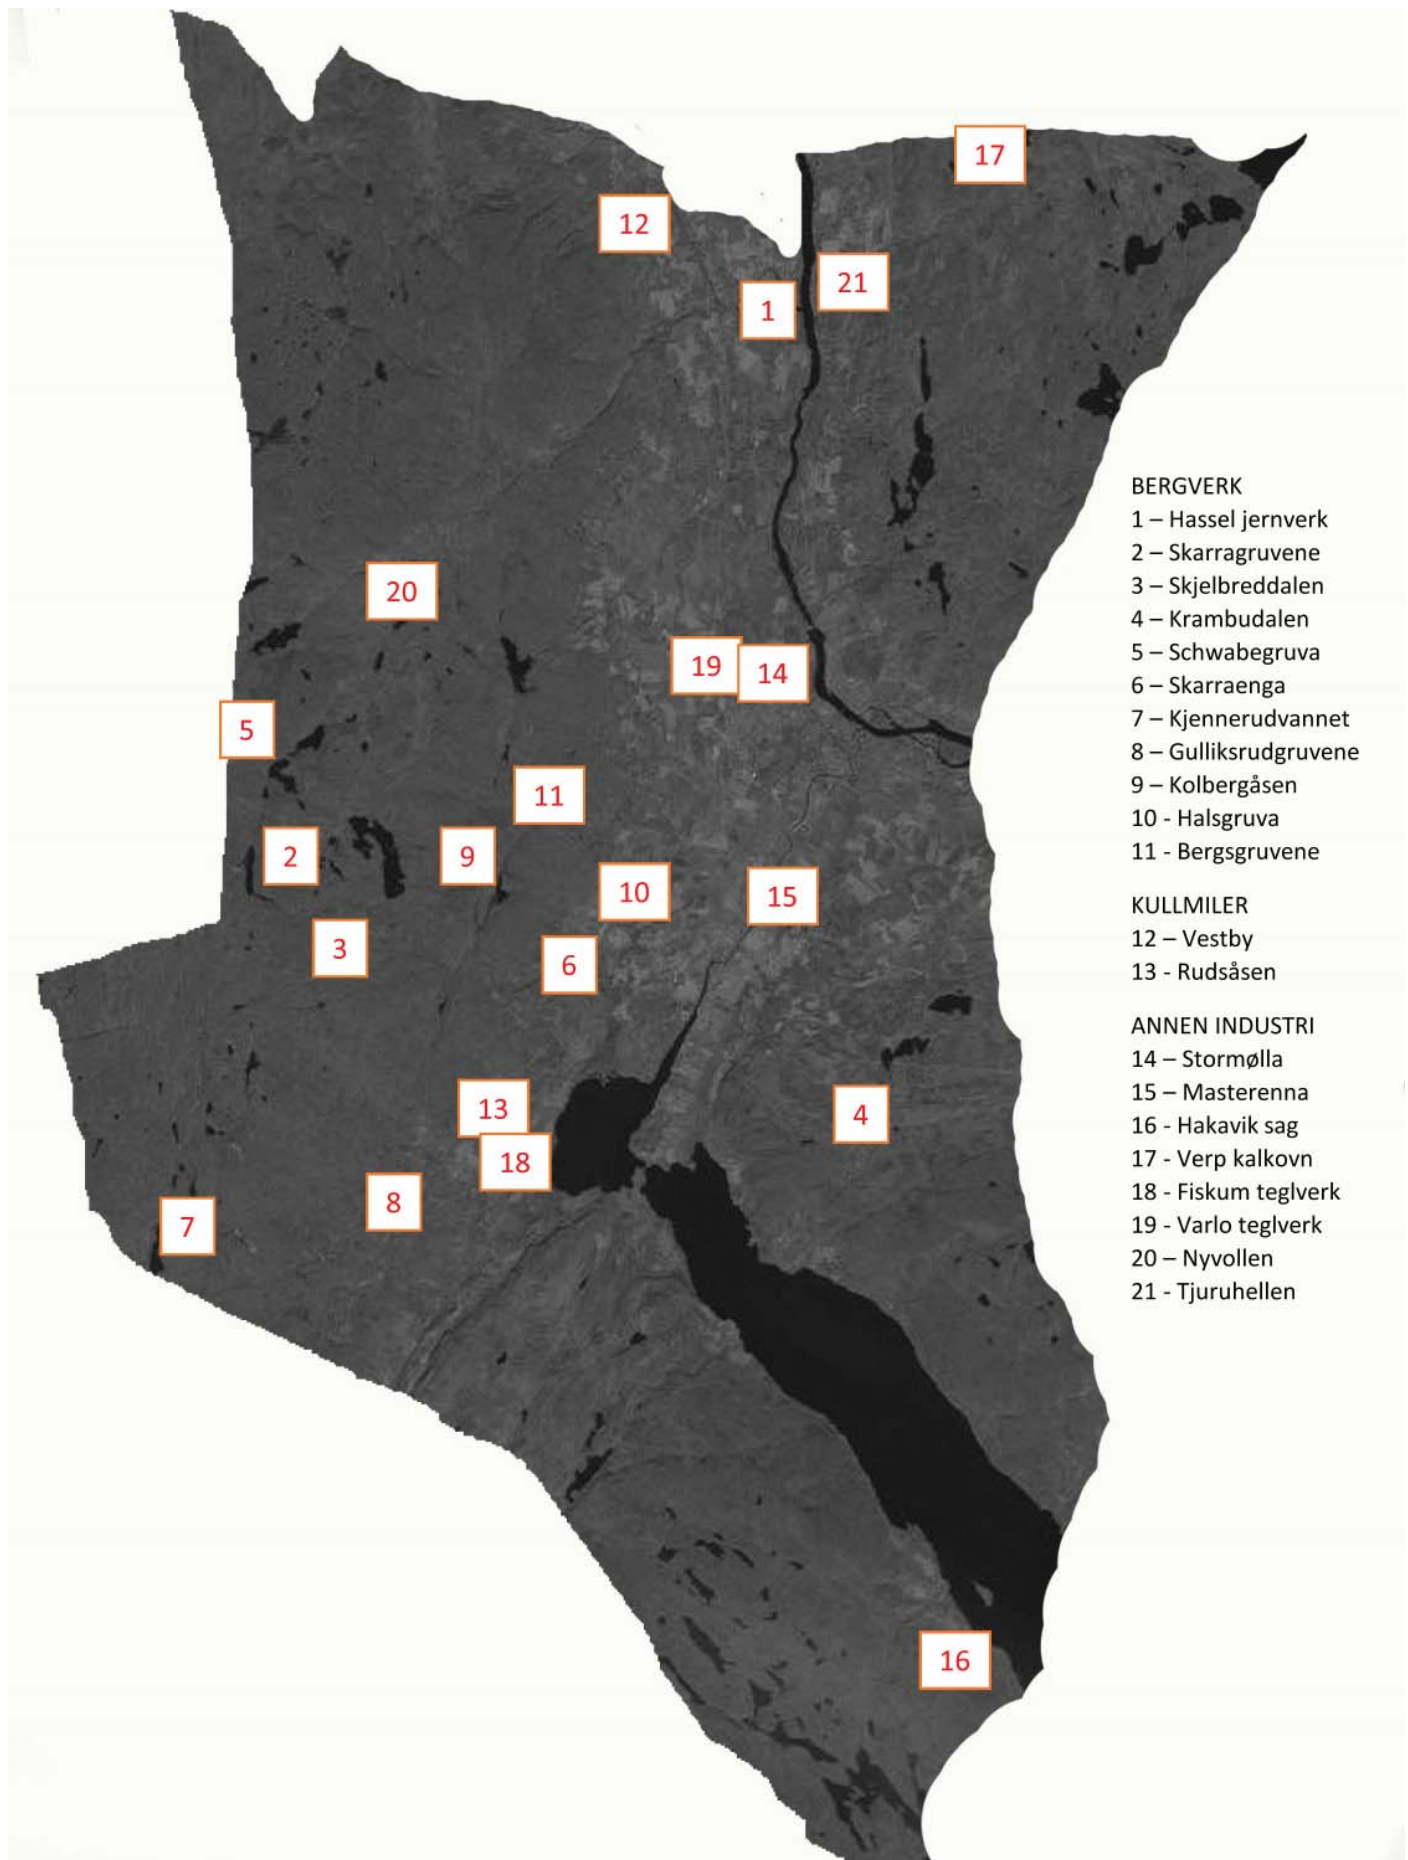 17
12
21
1
20
19
14
5
11
2
9
10
15
3
6
13
4
18
8
7
16
BERGVERK
1 – Hassel jernverk
2 – Skarragruvene
3 – Skjelbreddalen
4 – Krambudalen
5 – Schwabegruva
6 – Skarraenga
7 – Kjennerudvannet
8 – Gulliksrudgruvene
9 – Kolbergåsen
10 - Halsgruva
11 - Bergsgruvene
KULLMILER
12 – Vestby
13 - Rudsåsen
ANNEN INDUSTRI
14 – Stormølla
15 – Masterenna
16 - Hakavik sag
17 – Verp kalkovn
18 - Fiskum teglverk
19 - Varlo teglverk
20 – Nyvollen
21 - Tjuruhellen